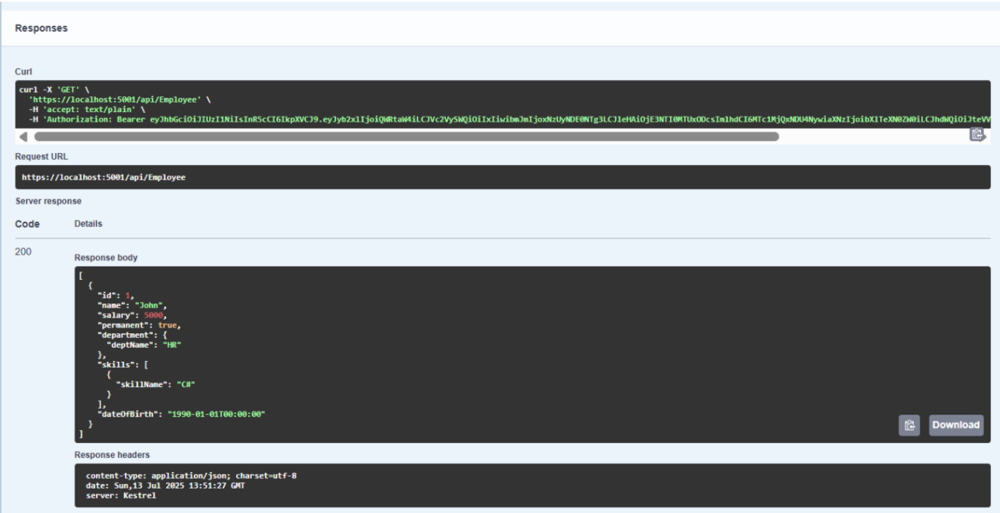 Responses
Curl
curl -X 'GET' \
'https://localhost:5001/api/Employee' \
-H 'accept: text/plain' \
-H 'Authorization: Bearer
Request URL
https://localhost:5001/api/Employee
Server response
Code Details
200
Response body
[
{
"id": 1,
"name": "John",
"salary": 5000,
"permanent": true,
"department": {
"deptName": "HR"
},
"skills": [
{
"skillName": "C#"
}
],
"dateOfBirth": "1990-01-01T00:00:00"
}
]
Download
Response headers
content-type: application/json; charset=utf-8
date: Sun,13 Jul 2025 13:51:27 GMT
server: Kestrel